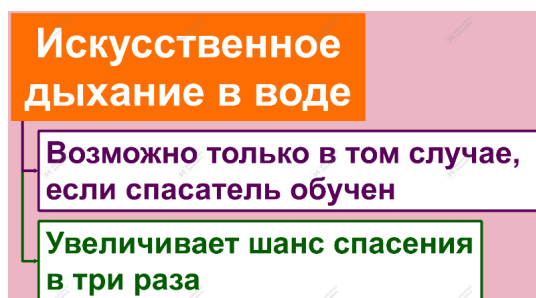 Искусственное
дыхание в воде
Возможно только в том случае,
если спасатель обучен
Увеличивает шанс спасения
в три раза